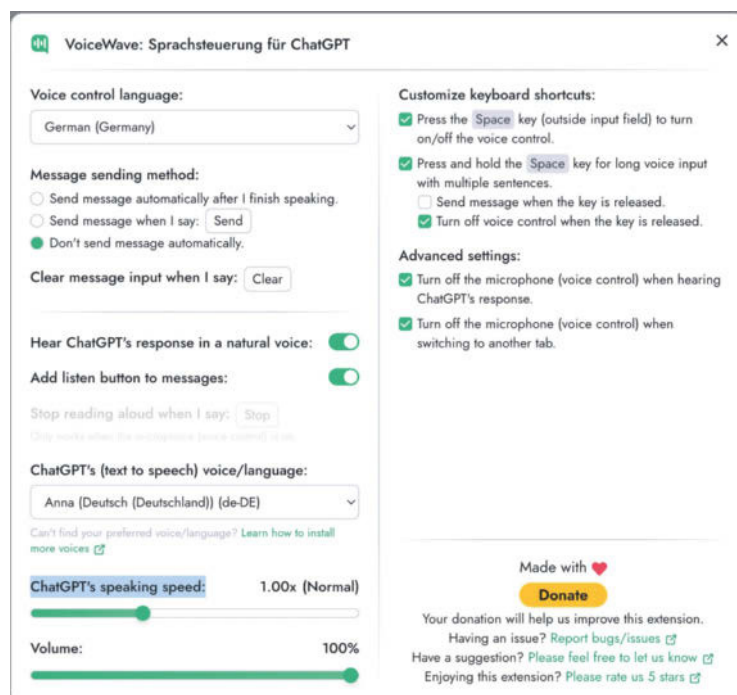 VoiceWave: Sprachsteuerung für ChatGPT
Voice control language:
German (Germany)
Message sending method:
Send message automatically after I finish speaking.
Send message when I say: Send
Don't send message automatically.
Clear message input when I say: Clear
Hear ChatGPT's response in a natural voice:
Add listen button to messages:
Stop reading aloud when I say: Stop
Only works when the microphone (voice control) is on.
ChatGPT's (text to speech) voice/language:
Anna (Deutsch (Deutschland)) (de-DE)
Can't find your preferred voice/language? Learn how to install
more voices
ChatGPT's speaking speed: 1.00x (Normal)
Volume: 100%
Customize keyboard shortcuts:
Press the Space key (outside input field) to turn
on/off the voice control.
Press and hold the Space key for long voice input
with multiple sentences.
Send message when the key is released.
Turn off voice control when the key is released.
Advanced settings:
Turn off the microphone (voice control) when hearing
ChatGPT's response.
Turn off the microphone (voice control) when
switching to another tab.
Made with
Donate
Your donation will help us improve this extension.
Having an issue? Report bugs/issues
Have a suggestion? Please feel free to let us know
Enjoying this extension? Please rate us 5 stars